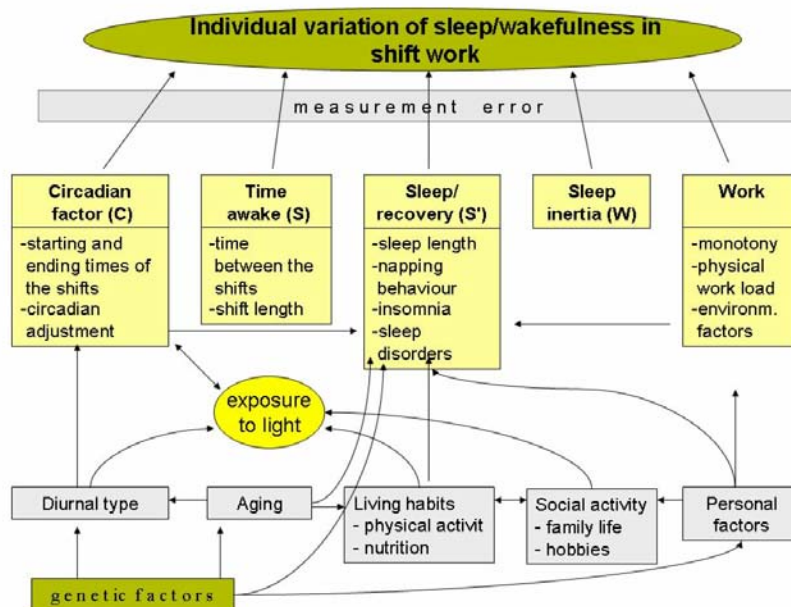 Individual variation of sleep/wakefulness in
shift work
measurement error
Circadian
factor (C)
-starting and
ending times of
the shifts
-circadian
adjustment
Time
awake (S)
-time
between the
shifts
-shift length
Sleep/
recovery (S')
-sleep length
-napping
behaviour
-insomnia
-sleep
disorders
Sleep
inertia (W)
Work
-monotony
-physical
work load
-environm.
factors
exposure
to light
Diurnal type
Aging
Living habits
- physical activit
- nutrition
Social activity
- family life
- hobbies
Personal
factors
genetic factors